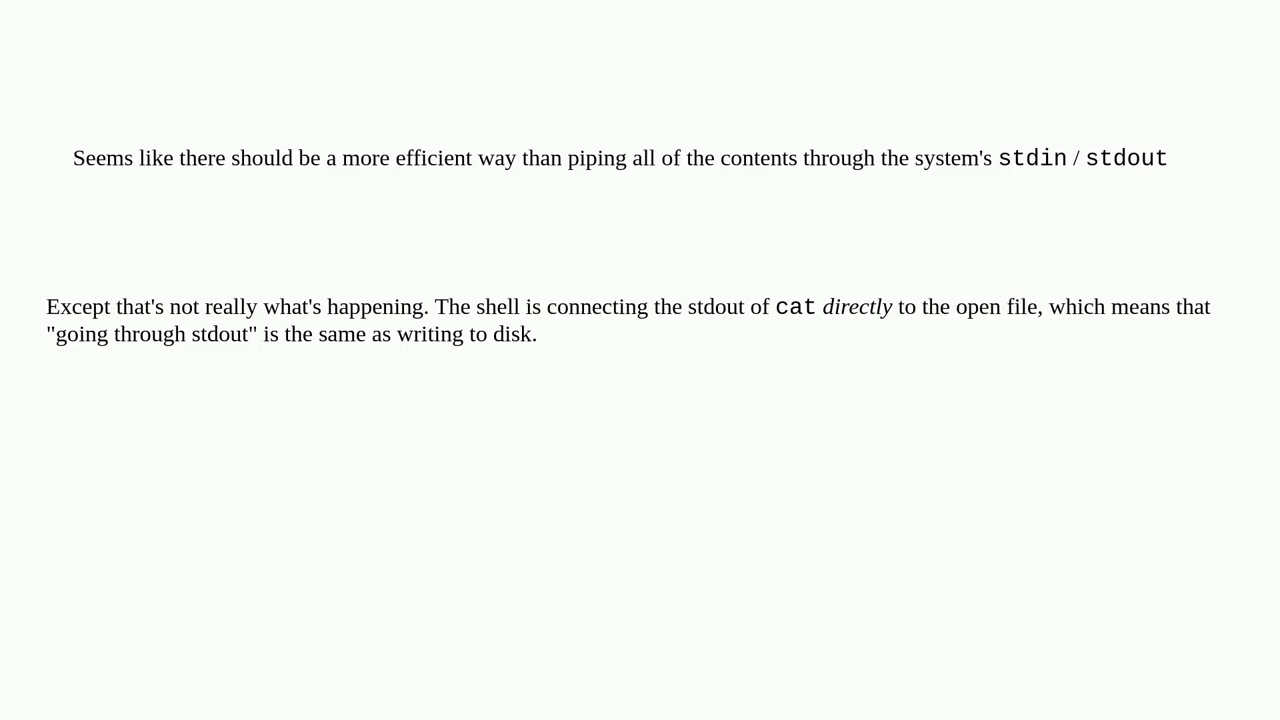 Seems like there should be a more efficient way than piping all of the contents through the system's stdin / stdout
Except that's not really what's happening. The shell is connecting the stdout of cat directly to the open file, which means that
"going through stdout" is the same as writing to disk.